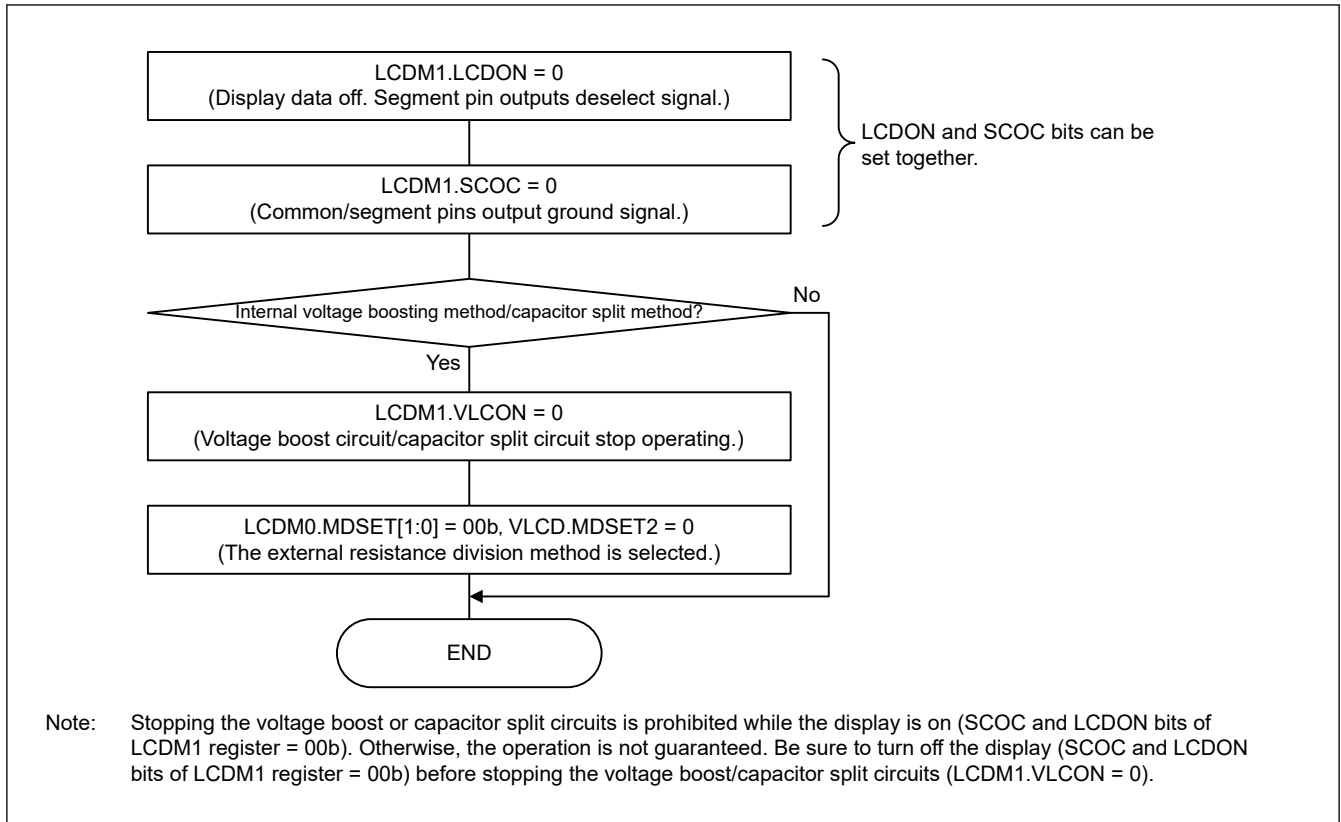 LCDM1.LCDON = 0
(Display data off. Segment pin outputs deselect signal.)
LCDON and SCOC bits can be
set together.
LCDM1.SCOC = 0
(Common/segment pins output ground signal.)
Internal voltage boosting method/capacitor split method?
No
Yes
LCDM1.VLCON = 0
(Voltage boost circuit/capacitor split circuit stop operating.)
LCDM0.MDSET[1:0] = 00b, VLCD.MDSET2 = 0
(The external resistance division method is selected.)
END
Note: Stopping the voltage boost or capacitor split circuits is prohibited while the display is on (SCOC and LCDON bits of
LCDM1 register = 00b). Otherwise, the operation is not guaranteed. Be sure to turn off the display (SCOC and LCDON
bits of LCDM1 register = 00b) before stopping the voltage boost/capacitor split circuits (LCDM1.VLCON = 0).